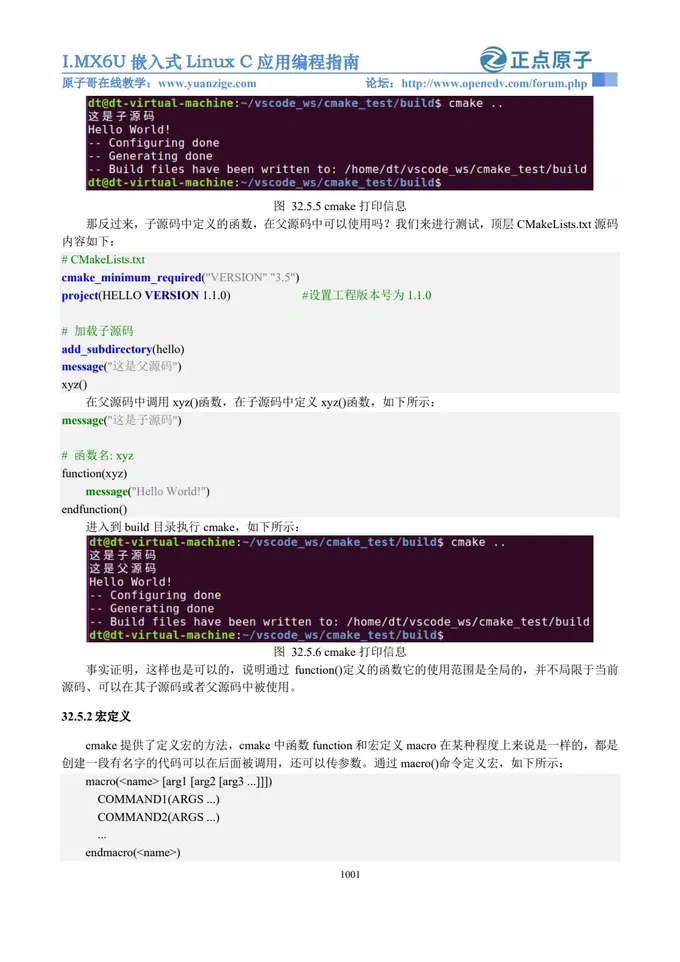 I.MX6U 嵌入式 Linux C 应用编程指南
正点原子
原子哥在线教学：www.yuanzige.com 论坛：http://www.openedv.com/forum.php
dt@dt-virtual-machine:~/vscode_ws/cmake_test/build$ cmake ..
这是子源码
Hello World!
-- Configuring done
-- Generating done
-- Build files have been written to: /home/dt/vscode_ws/cmake_test/build
dt@dt-virtual-machine:~/vscode_ws/cmake_test/build$
图 32.5.5 cmake 打印信息
那反过来，子源码中定义的函数，在父源码中可以使用吗？我们来进行测试，顶层 CMakeLists.txt 源码
内容如下：
# CMakeLists.txt
cmake_minimum_required("VERSION" "3.5")
project(HELLO VERSION 1.1.0) #设置工程版本号为 1.1.0
# 加载子源码
add_subdirectory(hello)
message("这是父源码")
xyz()
在父源码中调用 xyz()函数，在子源码中定义 xyz()函数，如下所示：
message("这是子源码")
# 函数名: xyz
function(xyz)
message("Hello World!")
endfunction()
进入到 build 目录执行 cmake，如下所示：
dt@dt-virtual-machine:~/vscode_ws/cmake_test/build$ cmake ..
这是子源码
这是父源码
Hello World!
-- Configuring done
-- Generating done
-- Build files have been written to: /home/dt/vscode_ws/cmake_test/build
dt@dt-virtual-machine:~/vscode_ws/cmake_test/build$
图 32.5.6 cmake 打印信息
事实证明，这样也是可以的，说明通过 function()定义的函数它的使用范围是全局的，并不局限于当前
源码、可以在其子源码或者父源码中被使用。
32.5.2 宏定义
cmake 提供了定义宏的方法，cmake 中函数 function 和宏定义 macro 在某种程度上来说是一样的，都是
创建一段有名字的代码可以在后面被调用，还可以传参数。通过 macro()命令定义宏，如下所示：
macro(<name> [arg1 [arg2 [arg3 ...]]])
COMMAND1(ARGS ...)
COMMAND2(ARGS ...)
...
endmacro(<name>)
1001